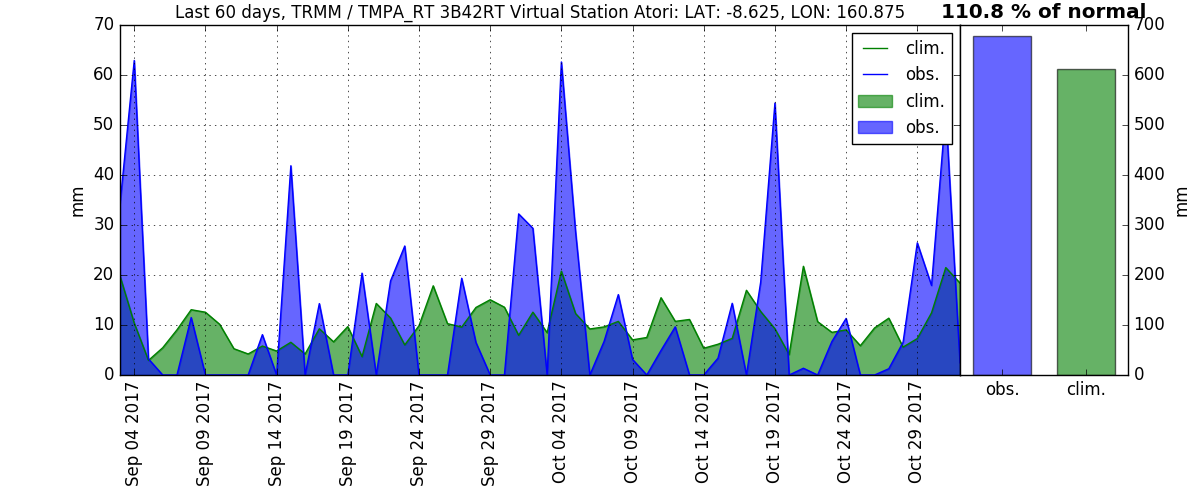 Last 60 days, TRMM / TMPA_RT 3B42RT Virtual Station Atori: LAT: -8.625, LON: 160.875
110.8 % of normal
70
60
50
40
30
20
10
0
mm
clim.
obs.
clim.
obs.
700
600
500
400
300
200
100
0
mm
obs.
clim.
Sep 04 2017
Sep 09 2017
Sep 14 2017
Sep 19 2017
Sep 24 2017
Sep 29 2017
Oct 04 2017
Oct 09 2017
Oct 14 2017
Oct 19 2017
Oct 24 2017
Oct 29 2017